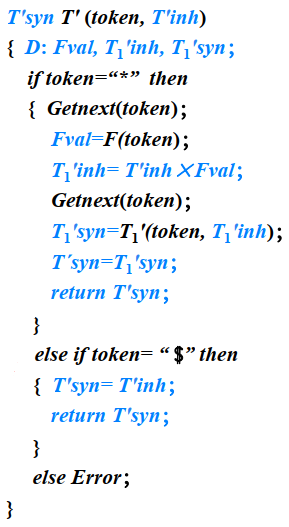 T'syn T' (token, T'inh)
{ D: Fval, T₁'inh, T₁'syn;
if token=“*” then
{ Getnext(token);
Fval=F(token);
T₁'inh= T'inh×Fval;
Getnext(token);
T₁'syn=T₁'(token, T₁'inh);
T´syn=T₁'syn;
return T'syn;
}
else if token= “$” then
{ T'syn= T'inh;
return T'syn;
}
else Error;
}